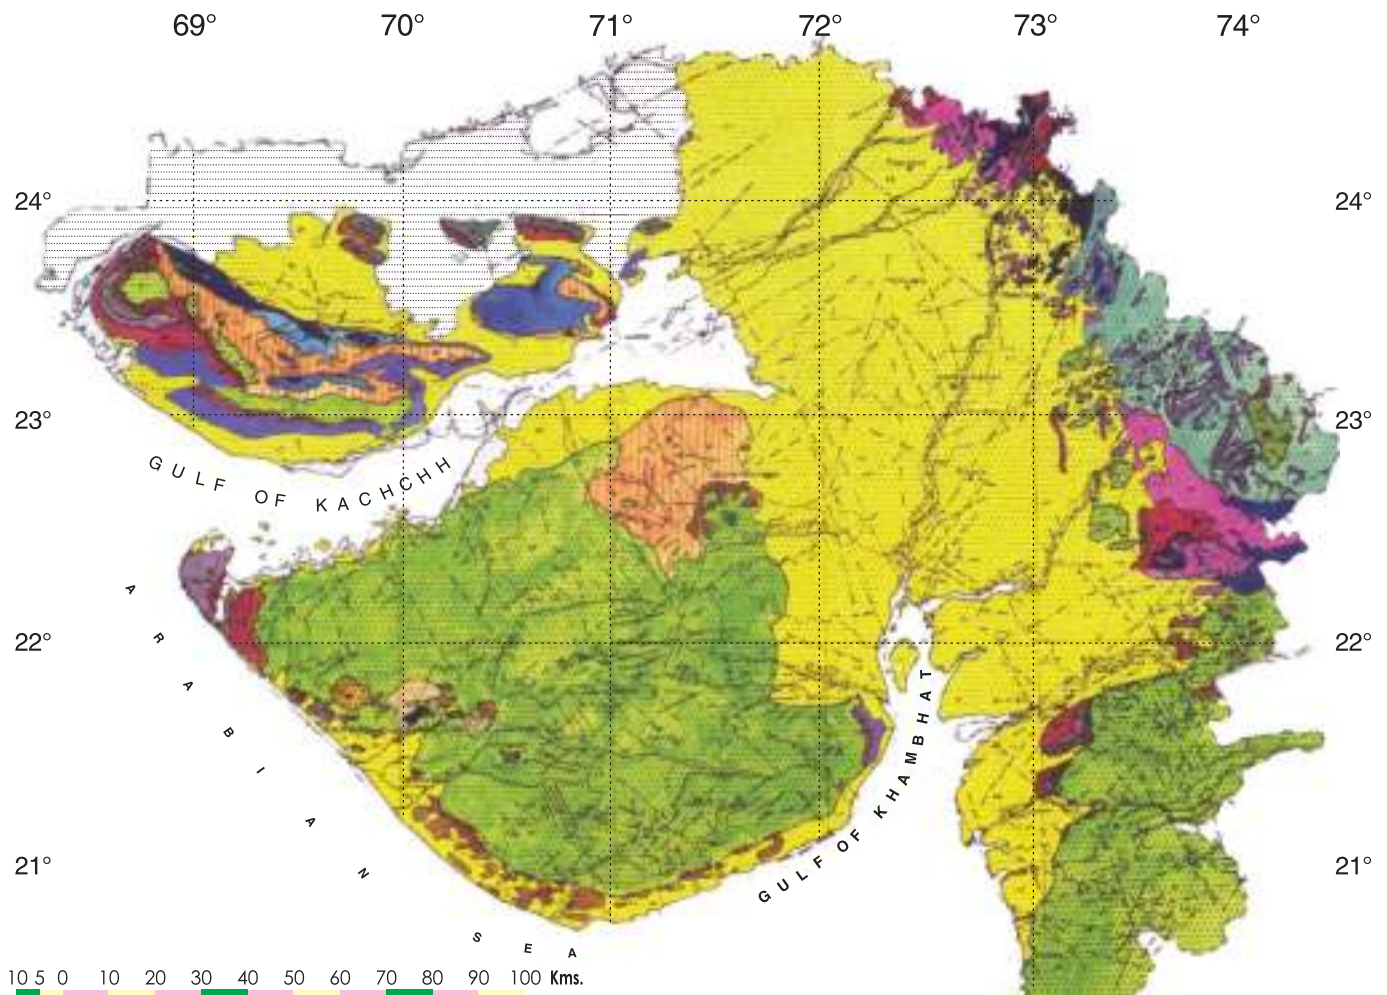 69° 70° 71° 72° 73° 74°
24° 24°
23° 23°
GULF OF KACHCHH
22° 22°
ARABIAN SEA
GULF OF KHAMBHAT
21° 21°
10 5 0 10 20 30 40 50 60 70 80 90 100 Kms.